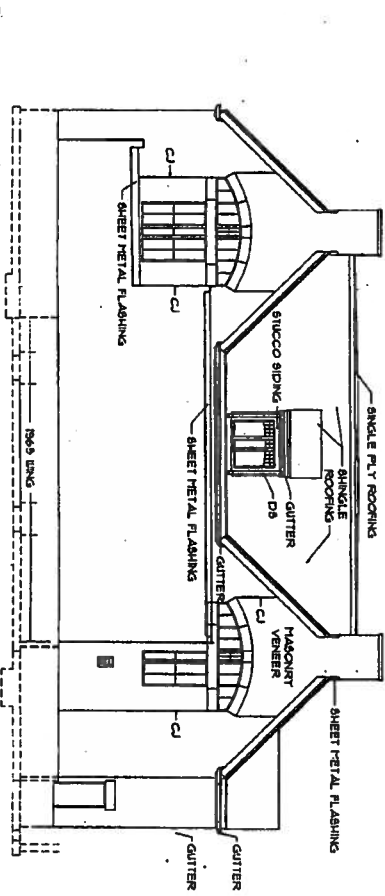 SINGLE PLY ROOFING
SHINGLE
ROOFING
SHEET METAL FLASHING
GUTTER
DS
STUCCO SIDING
MASONRY
VENEER
CJ
CJ
GUTTER
CJ
CJ
GUTTER
SHEET METAL FLASHING
SHEET METAL FLASHING
GUTTER
1965 WING